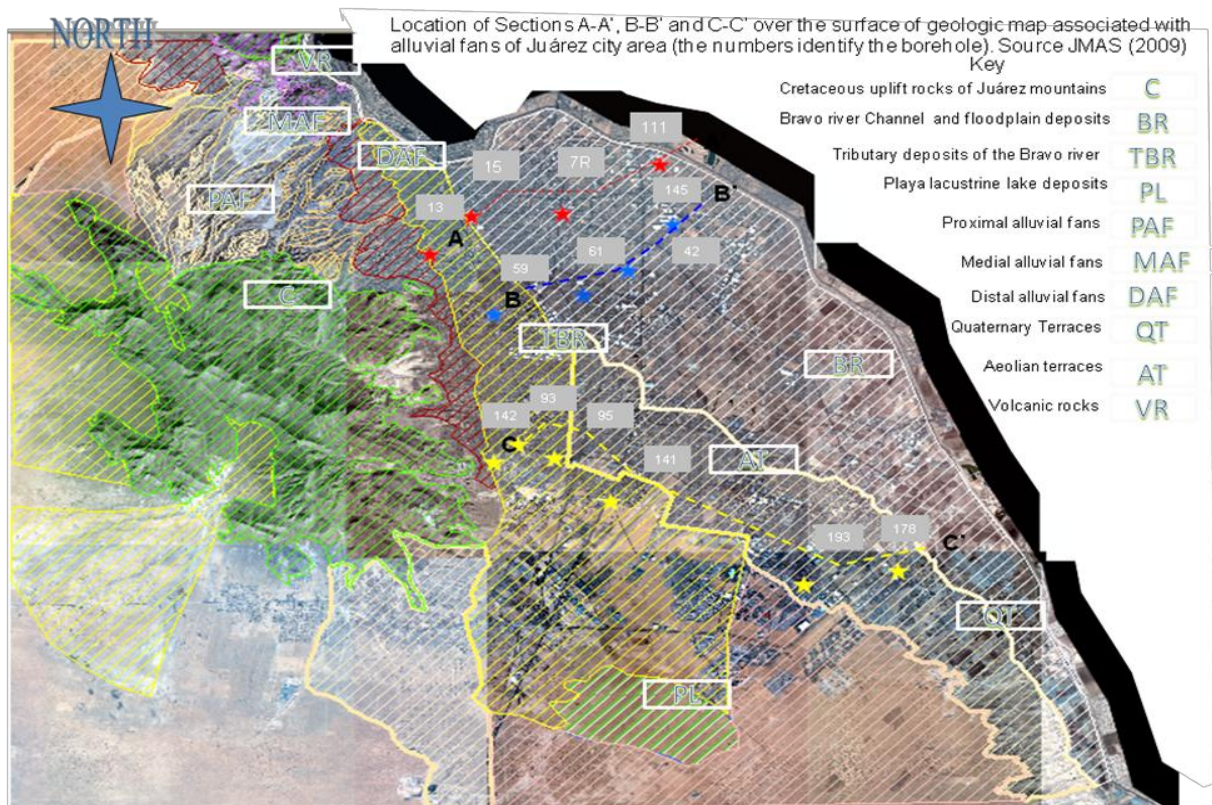 Location of Sections A-A', B-B' and C-C' over the surface of geologic map associated with
alluvial fans of Juárez city area (the numbers identify the borehole). Source JMAS (2009)
Key
Cretaceous uplift rocks of Juárez mountains C
Bravo river Channel and floodplain deposits BR
Tributary deposits of the Bravo river TBR
Playa lacustrine lake deposits PL
Proximal alluvial fans PAF
Medial alluvial fans MAF
Distal alluvial fans DAF
Quaternary Terraces QT
Aeolian terraces AT
Volcanic rocks VR
NORTH
VR
MAF
DAF
PAF
C
111
15
7R
145
B'
13
A
61
42
59
B
TBR
BR
93
142
95
C
141
AT
193
178
C'
QT
PL